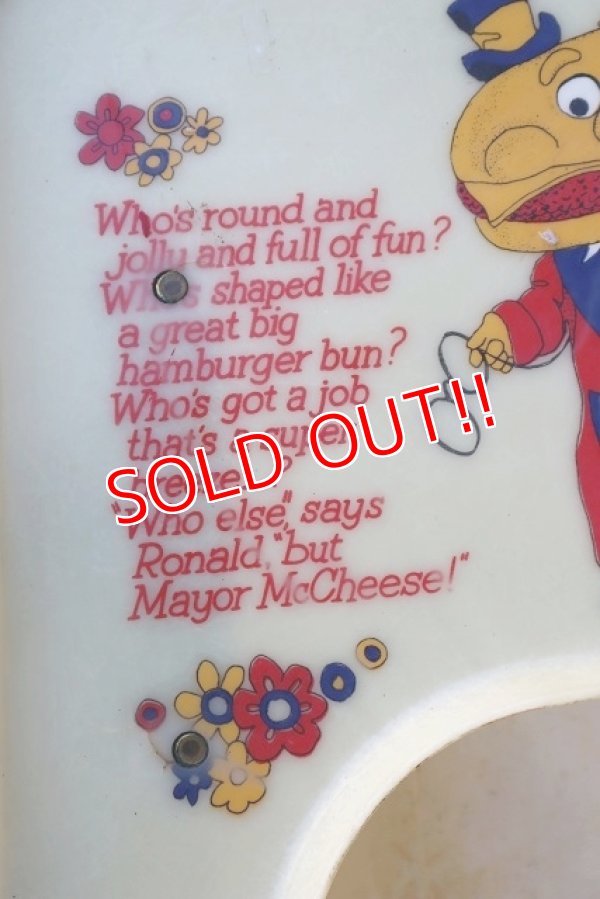 Who's round and
jolly and full of fun?
Who's shaped like
a great big
hamburger bun?
Who's got a job
that's a super
breeze?
"Who else," says
Ronald, "but
Mayor McCheese!"
SOLD OUT!!